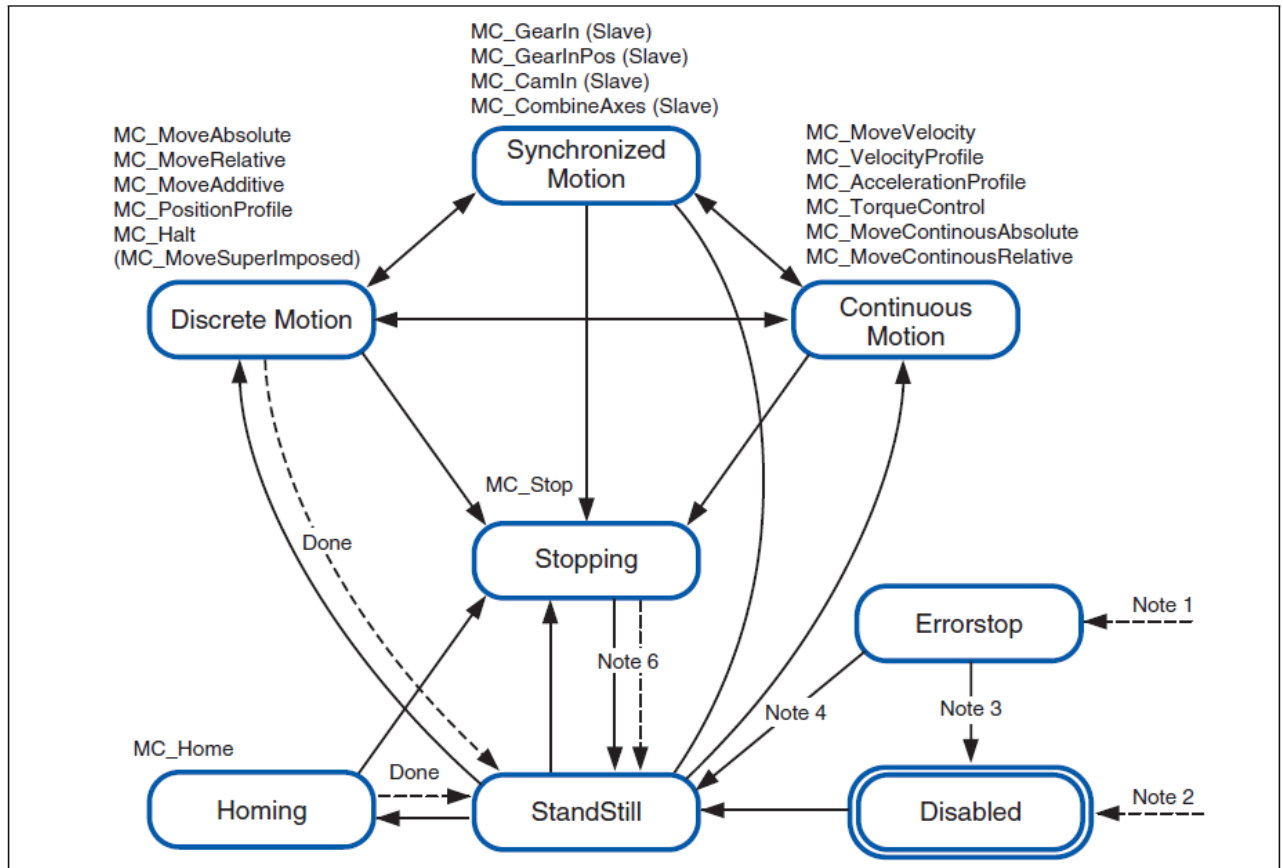 MC_GearIn (Slave)
MC_GearInPos (Slave)
MC_CamIn (Slave)
MC_CombineAxes (Slave)
MC_MoveAbsolute
MC_MoveRelative
MC_MoveAdditive
MC_PositionProfile
MC_Halt
(MC_MoveSuperImposed)
Synchronized
Motion
MC_MoveVelocity
MC_VelocityProfile
MC_AccelerationProfile
MC_TorqueControl
MC_MoveContinousAbsolute
MC_MoveContinousRelative
Discrete Motion
Continuous
Motion
MC_Stop
Done
Stopping
Note 6
Errorstop
Note 1
Note 4
Note 3
MC_Home
Homing
Done
StandStill
Disabled
Note 2